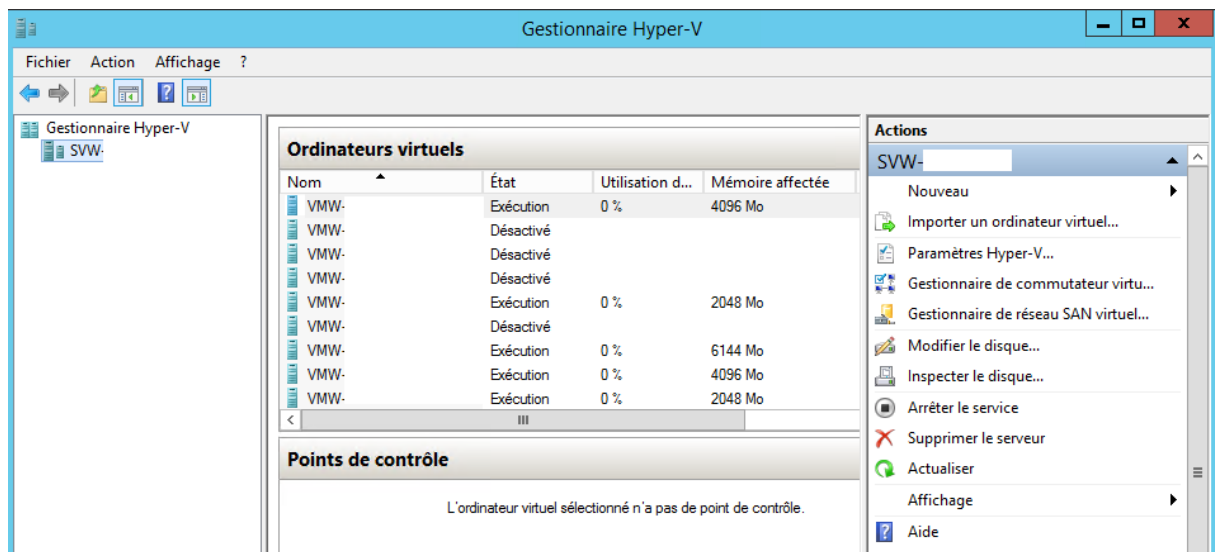 Gestionnaire Hyper-V
Fichier Action Affichage ?
Gestionnaire Hyper-V
SVW-
Ordinateurs virtuels
Nom État Utilisation d... Mémoire affectée
VMW- Exécution 0 % 4096 Mo
VMW- Désactivé
VMW- Désactivé
VMW- Désactivé
VMW- Exécution 0 % 2048 Mo
VMW- Désactivé
VMW- Exécution 0 % 6144 Mo
VMW- Exécution 0 % 4096 Mo
VMW- Exécution 0 % 2048 Mo
Points de contrôle
L'ordinateur virtuel sélectionné n'a pas de point de contrôle.
Actions
SVW-
Nouveau
Importer un ordinateur virtuel...
Paramètres Hyper-V...
Gestionnaire de commutateur virtu...
Gestionnaire de réseau SAN virtuel...
Modifier le disque...
Inspecter le disque...
Arrêter le service
Supprimer le serveur
Actualiser
Affichage
Aide